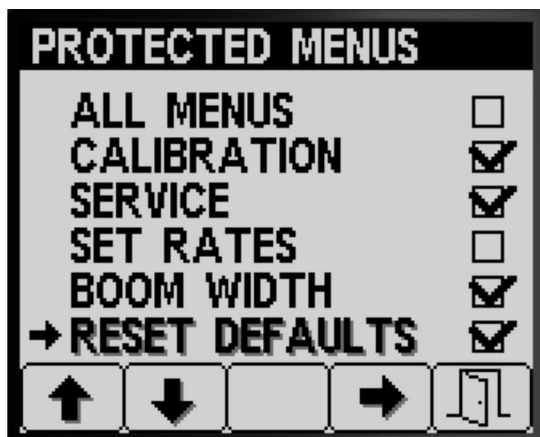 PROTECTED MENUS
ALL MENUS
CALIBRATION
SERVICE
SET RATES
BOOM WIDTH
RESET DEFAULTS